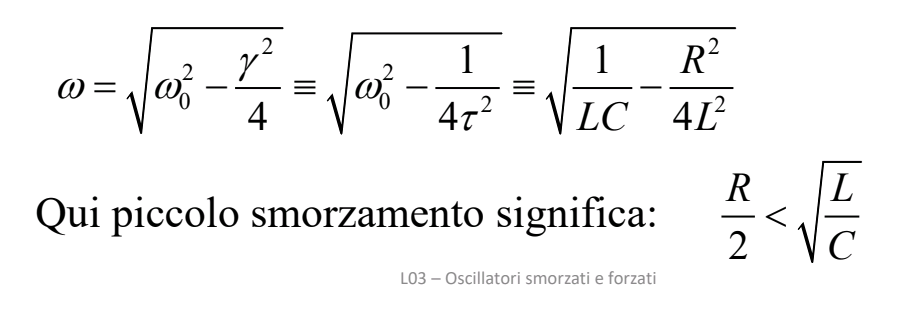 ω = √(ω₀² − γ²/4) ≡ √(ω₀² − 1/4τ²) ≡ √(1/LC − R²/4L²)
Qui piccolo smorzamento significa: R/2 < √(L/C)
L03 – Oscillatori smorzati e forzati